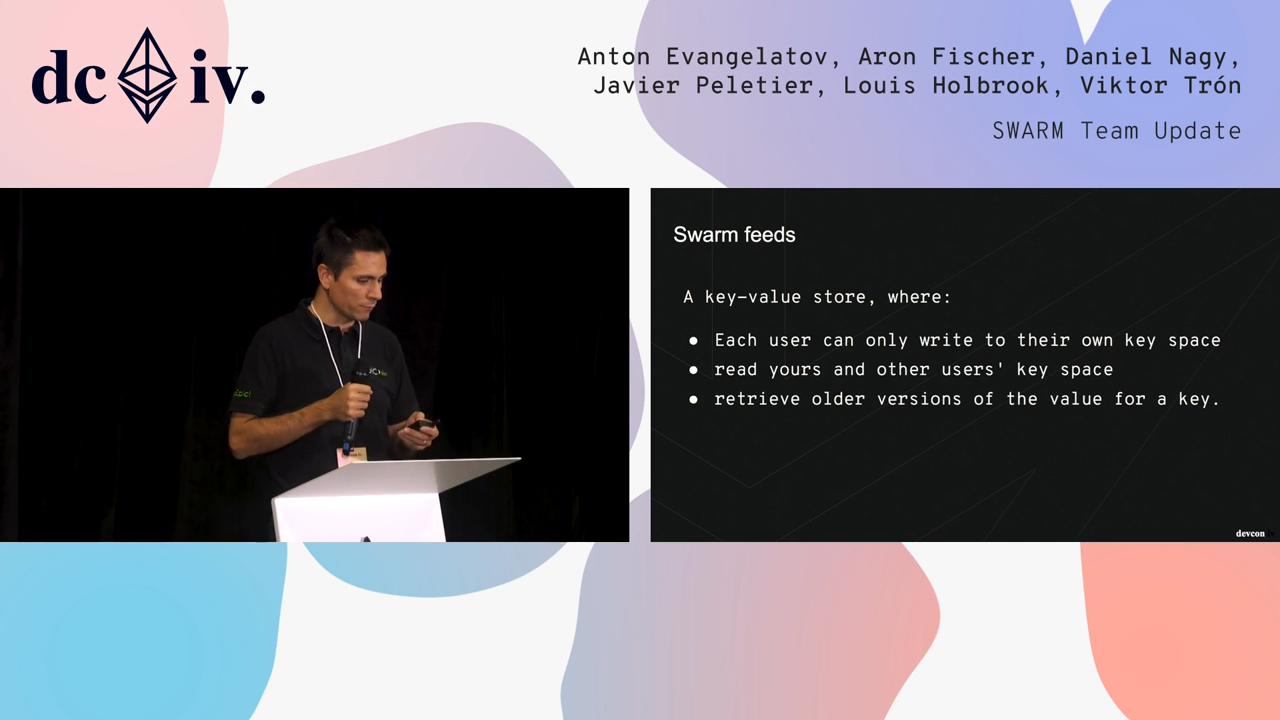 dc iv.
Anton Evangelatov, Aron Fischer, Daniel Nagy,
Javier Peletier, Louis Holbrook, Viktor Trón
SWARM Team Update
Swarm feeds
A key-value store, where:
● Each user can only write to their own key space
● read yours and other users' key space
● retrieve older versions of the value for a key.
devcon